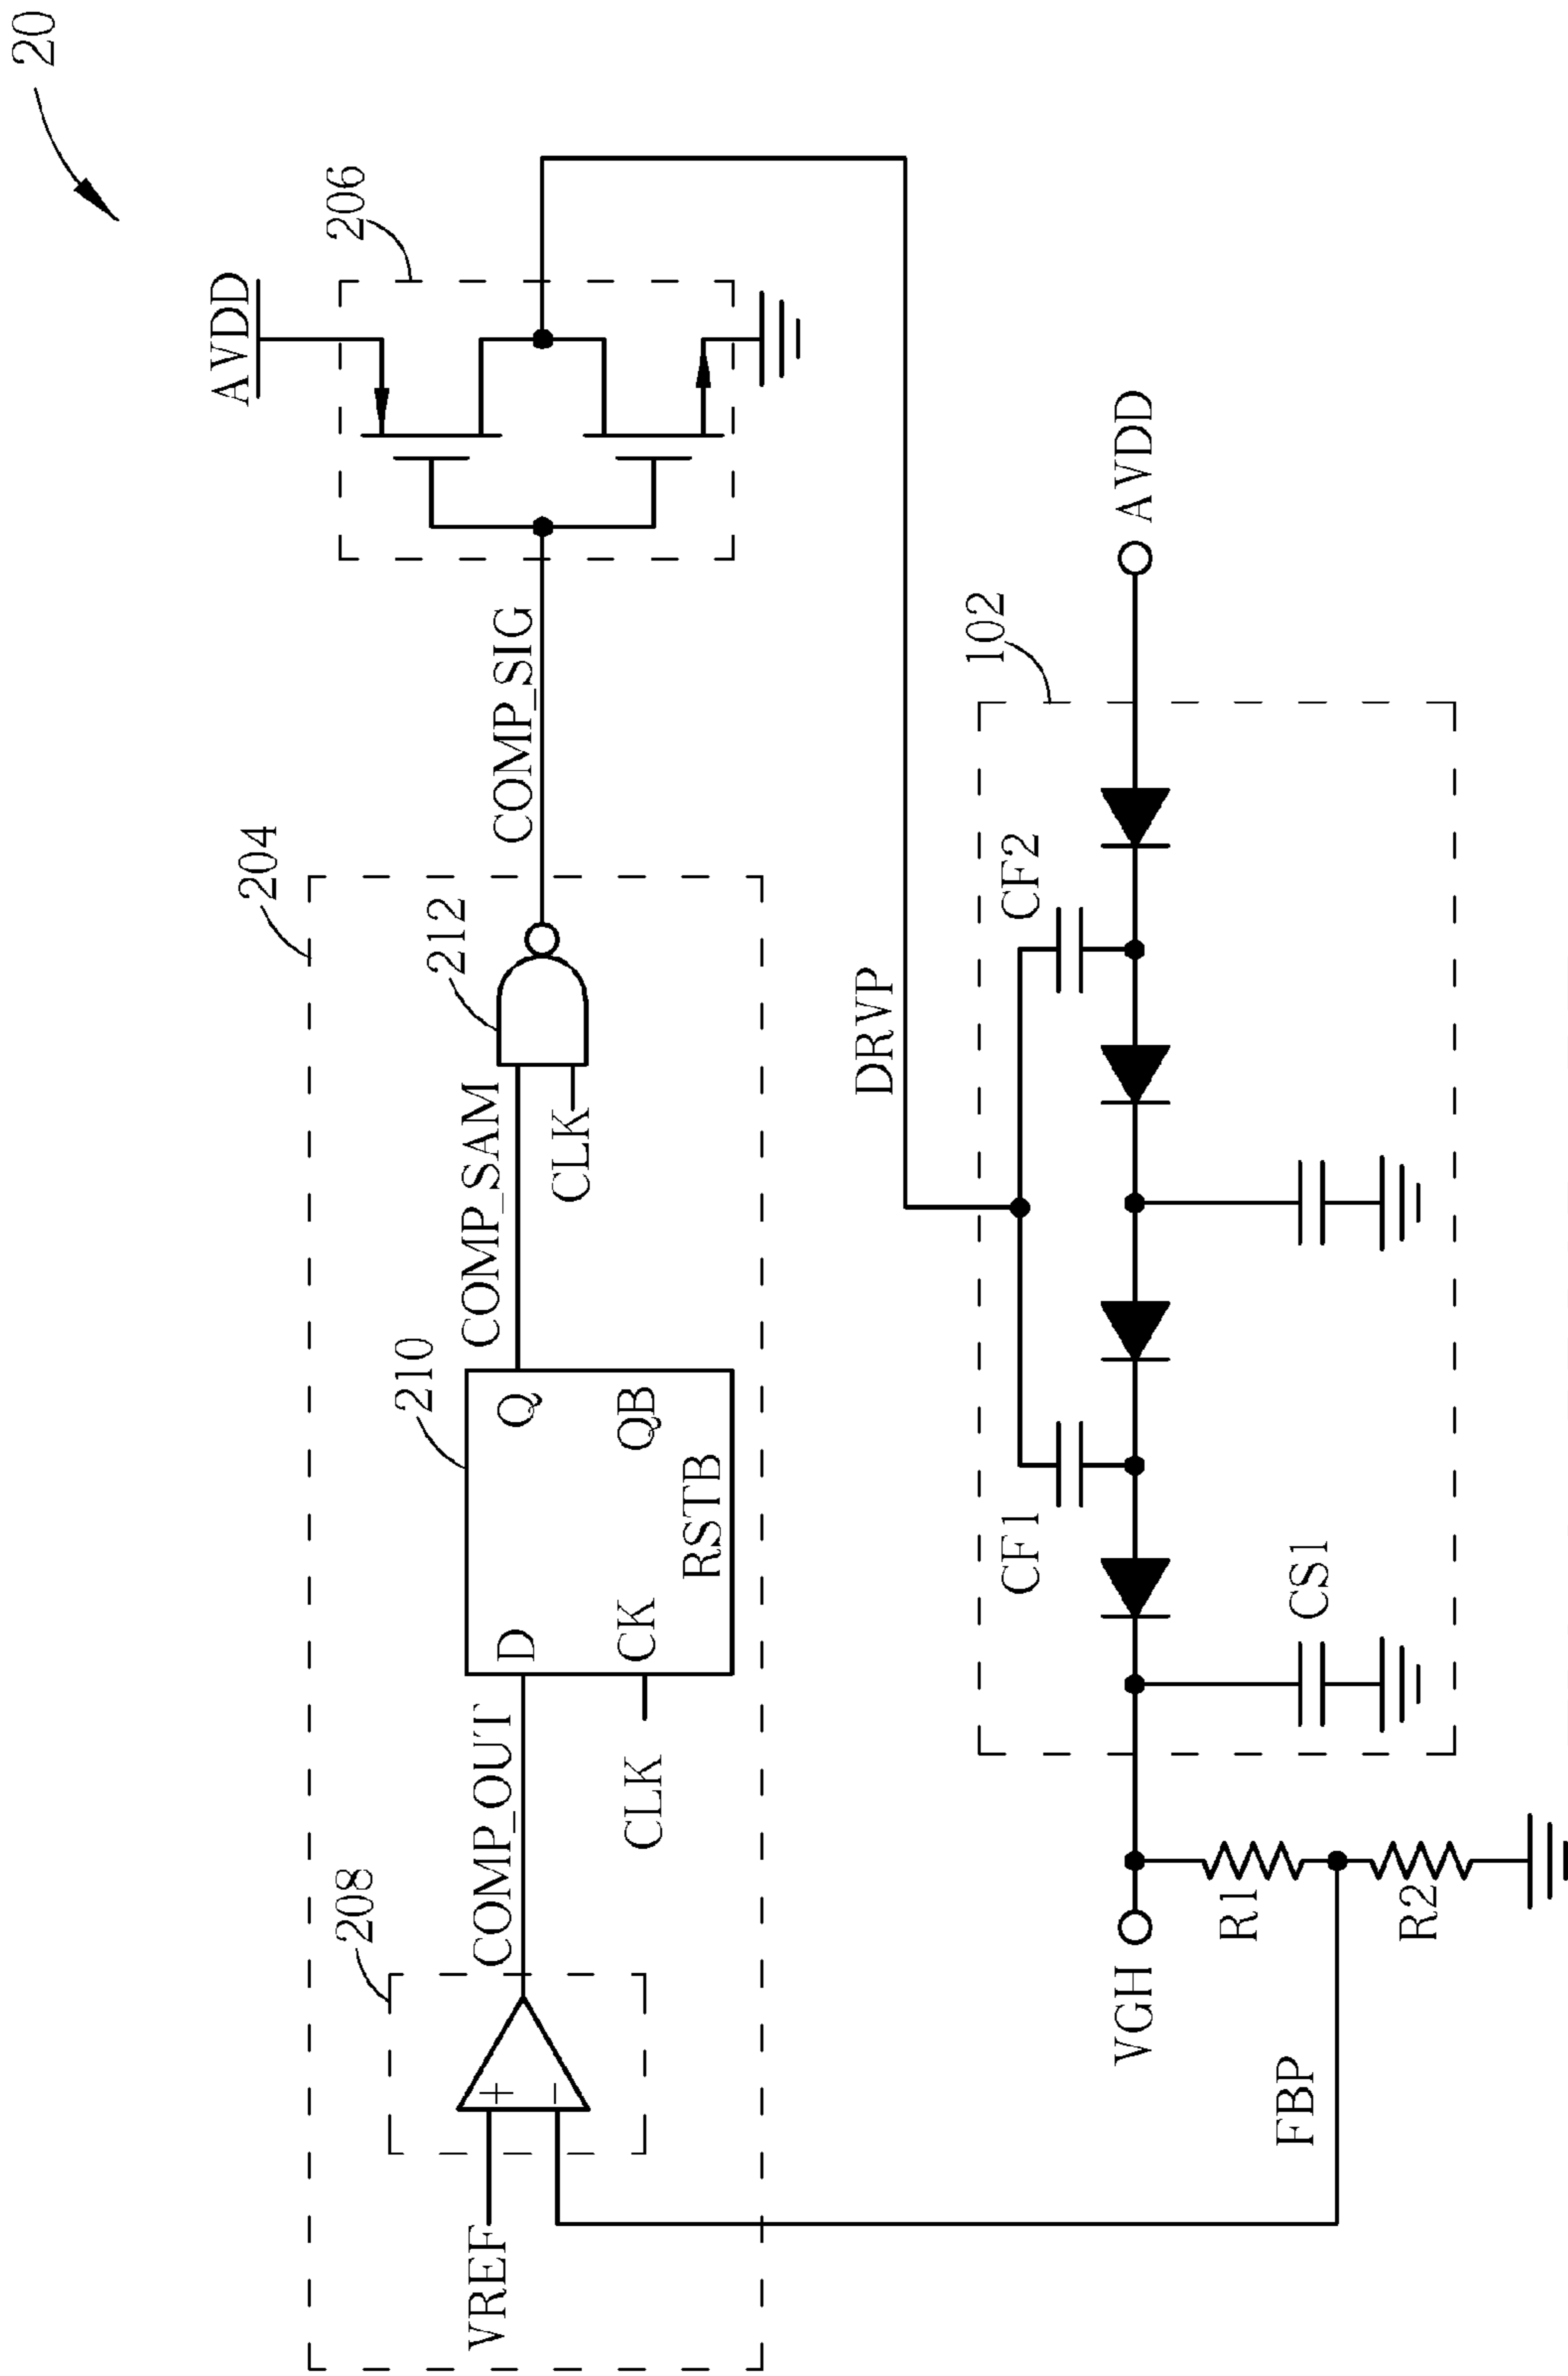 20
AVDD
206
204
212
COMP_SIG
210
COMP_SAM
CLK
208
COMP_OUT
D
Q
CK
QB
RSTB
CLK
+
−
VREF
DRVP
102
CF1
CF2
AVDD
CS1
VGH
R1
FBP
R2